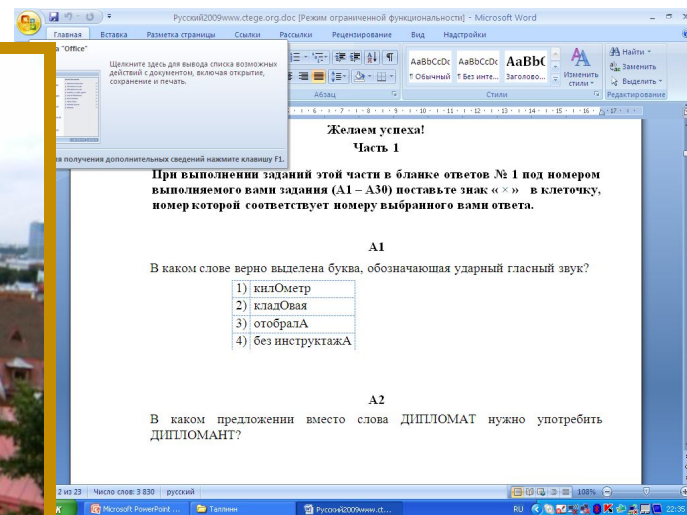 Русский2009www.ctege.org.doc [Режим ограниченной функциональности] - Microsoft Word
Главная Вставка Разметка страницы Ссылки Рассылки Рецензирование Вид Надстройки
"Office"
Щелкните здесь для вывода списка возможных
действий с документом, включая открытие,
сохранение и печать.
получения дополнительных сведений нажмите клавишу F1.
AaBbCcDc AaBbCcDc AaBbC
Обычный Без инте... Заголово...
Изменить стили
Найти
Заменить
Выделить
Абзац Стили Редактирование
Желаем успеха!
Часть 1
При выполнении заданий этой части в бланке ответов № 1 под номером
выполняемого вами задания (А1 – А30) поставьте знак « × » в клеточку,
номер которой соответствует номеру выбранного вами ответа.
А1
В каком слове верно выделена буква, обозначающая ударный гласный звук?
1) килОметр
2) кладОвая
3) отобралА
4) без инструктажА
А2
В каком предложении вместо слова ДИПЛОМАТ нужно употребить
ДИПЛОМАНТ?
2 из 23 Число слов: 3 830 русский 108%
Microsoft PowerPoint ... Таллинн Русский2009www.ct... RU 22:35